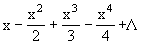 x - x²/2 + x³/3 - x⁴/4 + Λ